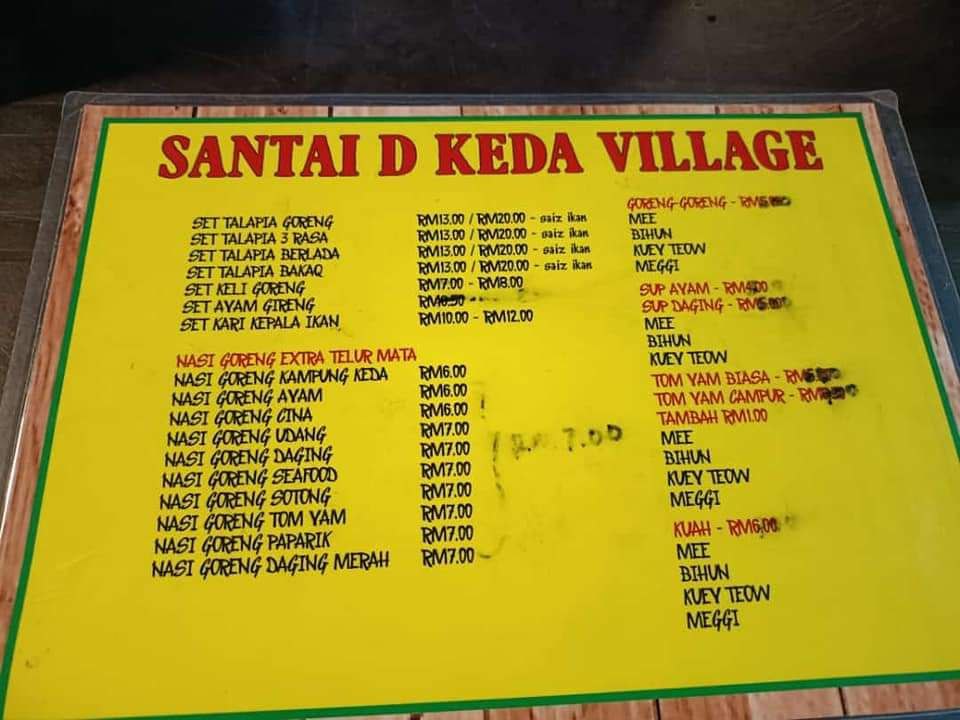 SANTAI D KEDA VILLAGE
SET TALAPIA GORENG RM13.00 / RM20.00 - saiz ikan
SET TALAPIA 3 RASA RM13.00 / RM20.00 - saiz ikan
SET TALAPIA BERLADA RM13.00 / RM20.00 - saiz ikan
SET TALAPIA BAKAQ RM13.00 / RM20.00 - saiz ikan
SET KELI GORENG RM7.00 - RM8.00
SET AYAM GIRENG
SET KARI KEPALA IKAN RM10.00 - RM12.00
NASI GORENG EXTRA TELUR MATA
NASI GORENG KAMPUNG KEDA RM6.00
NASI GORENG AYAM RM6.00
NASI GORENG CINA RM6.00
NASI GORENG UDANG RM7.00
NASI GORENG DAGING RM7.00
NASI GORENG SEAFOOD RM7.00
NASI GORENG SOTONG RM7.00
NASI GORENG TOM YAM RM7.00
NASI GORENG PAPARIK RM7.00
NASI GORENG DAGING MERAH RM7.00
7.00
GORENG-GORENG -
MEE
BIHUN
KUEY TEOW
MEGGI
SUP AYAM -
SUP DAGING -
MEE
BIHUN
KUEY TEOW
TOM YAM BIASA -
TOM YAM CAMPUR -
TAMBAH RM1.00
MEE
BIHUN
KUEY TEOW
MEGGI
KUAH - RM6.00
MEE
BIHUN
KUEY TEOW
MEGGI